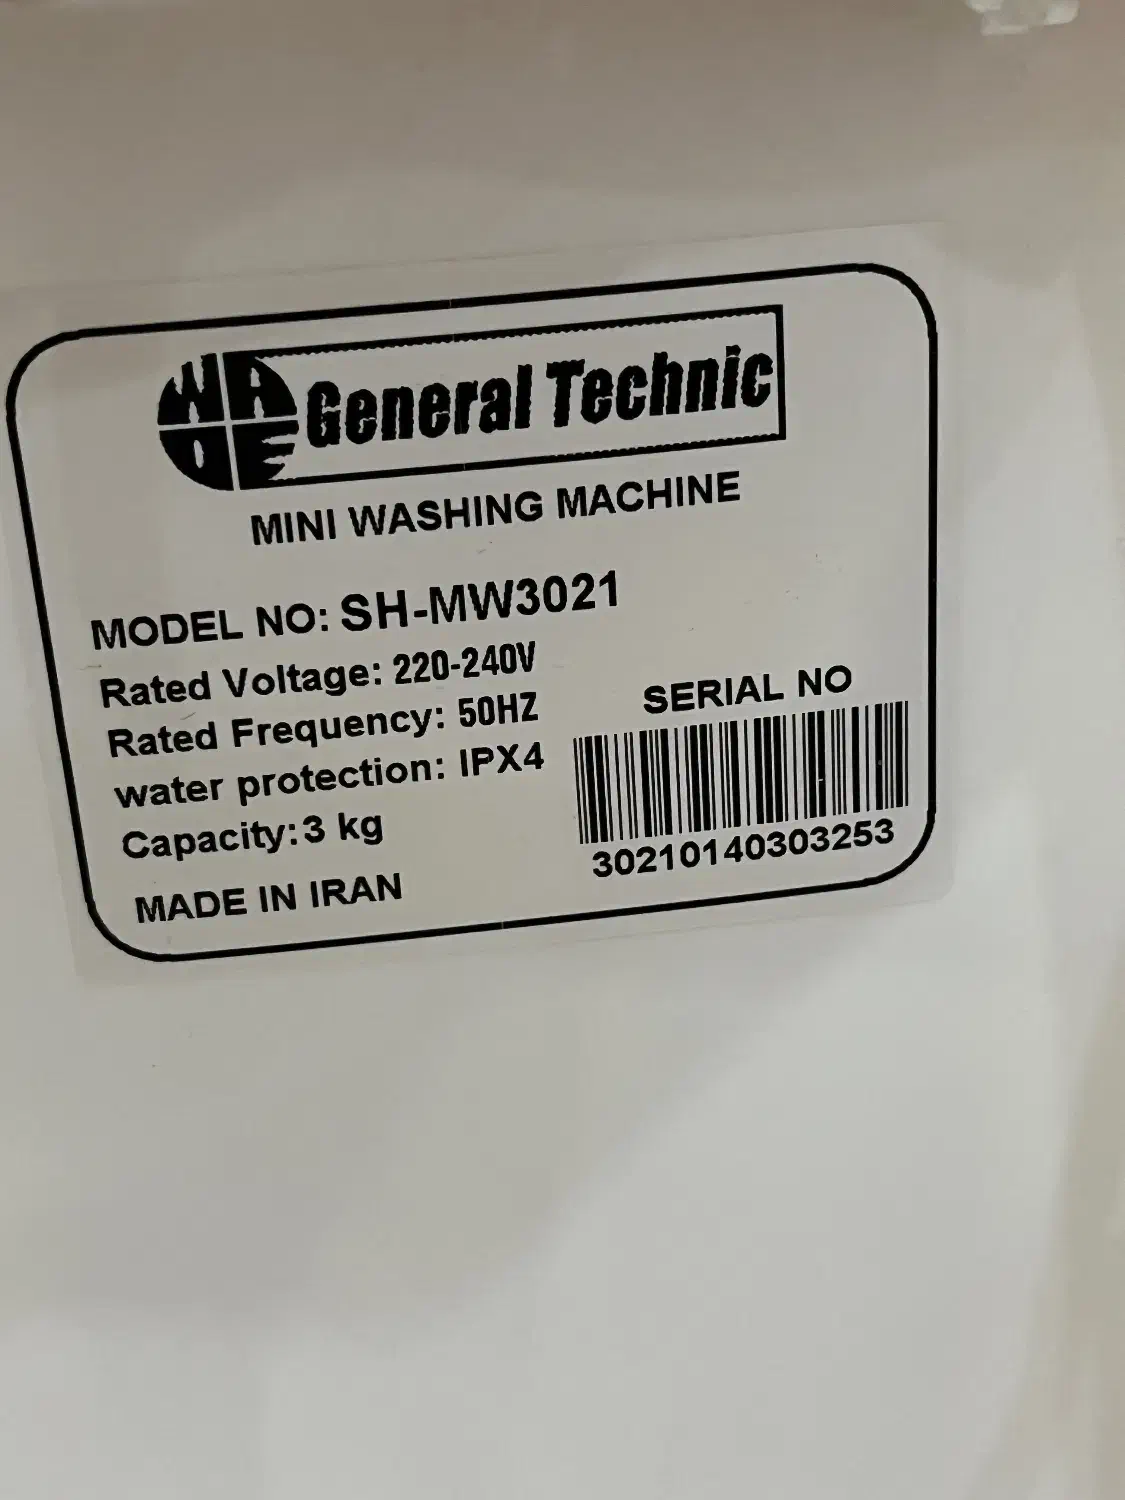 WADE General Technic
MINI WASHING MACHINE
MODEL NO: SH-MW3021
Rated Voltage: 220-240V
Rated Frequency: 50HZ
water protection: IPX4
Capacity: 3 kg
MADE IN IRAN
SERIAL NO
30210140303253